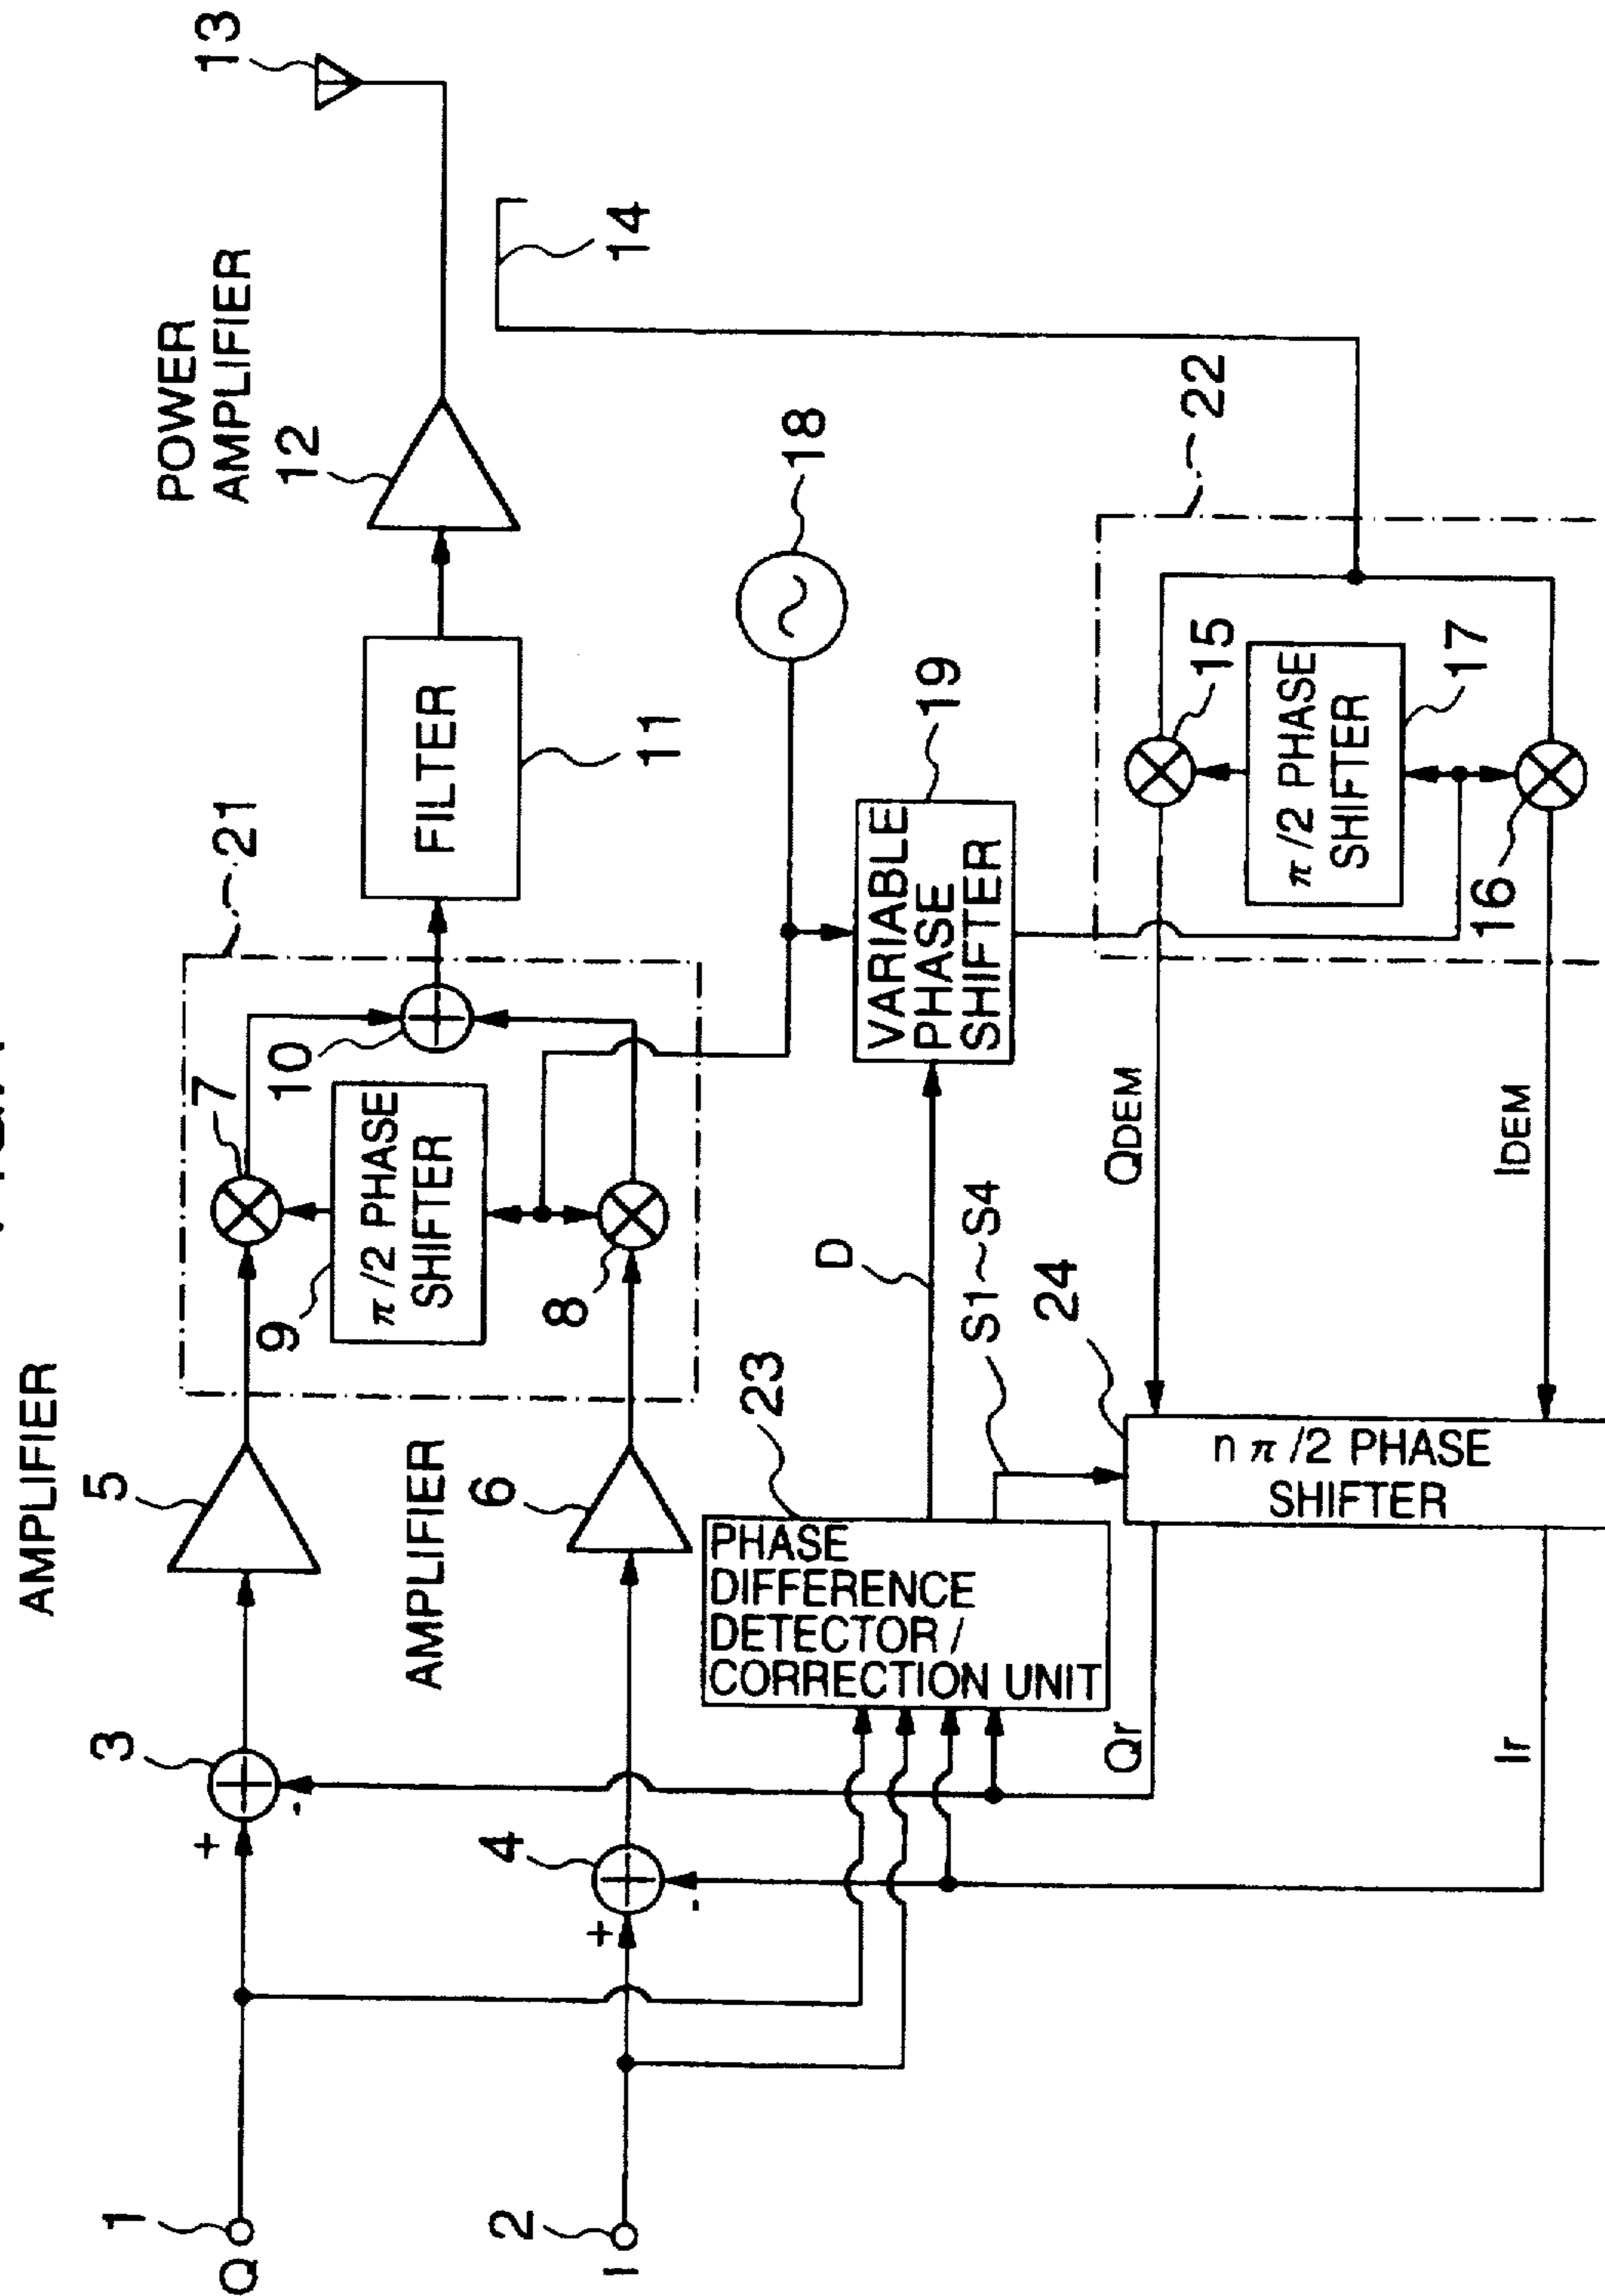 AMPLIFIER
POWER
AMPLIFIER
13
5
7
10
21
12
3
9
π/2 PHASE
SHIFTER
FILTER
11
14
1
Q
+
-
AMPLIFIER
6
8
18
4
+
-
2
I
23
PHASE
DIFFERENCE
DETECTOR/
CORRECTION UNIT
D
S1~S4
VARIABLE
PHASE
SHIFTER
19
22
24
nπ/2 PHASE
SHIFTER
Qr
Ir
QDEM
IDEM
15
π/2 PHASE
SHIFTER
17
16